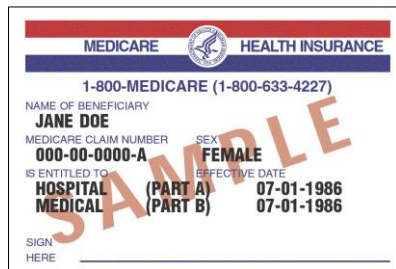 MEDICARE HEALTH INSURANCE
1-800-MEDICARE (1-800-633-4227)
NAME OF BENEFICIARY
JANE DOE
MEDICARE CLAIM NUMBER SEX
000-00-0000-A FEMALE
IS ENTITLED TO EFFECTIVE DATE
HOSPITAL (PART A) 07-01-1986
MEDICAL (PART B) 07-01-1986
SIGN
HERE
SAMPLE